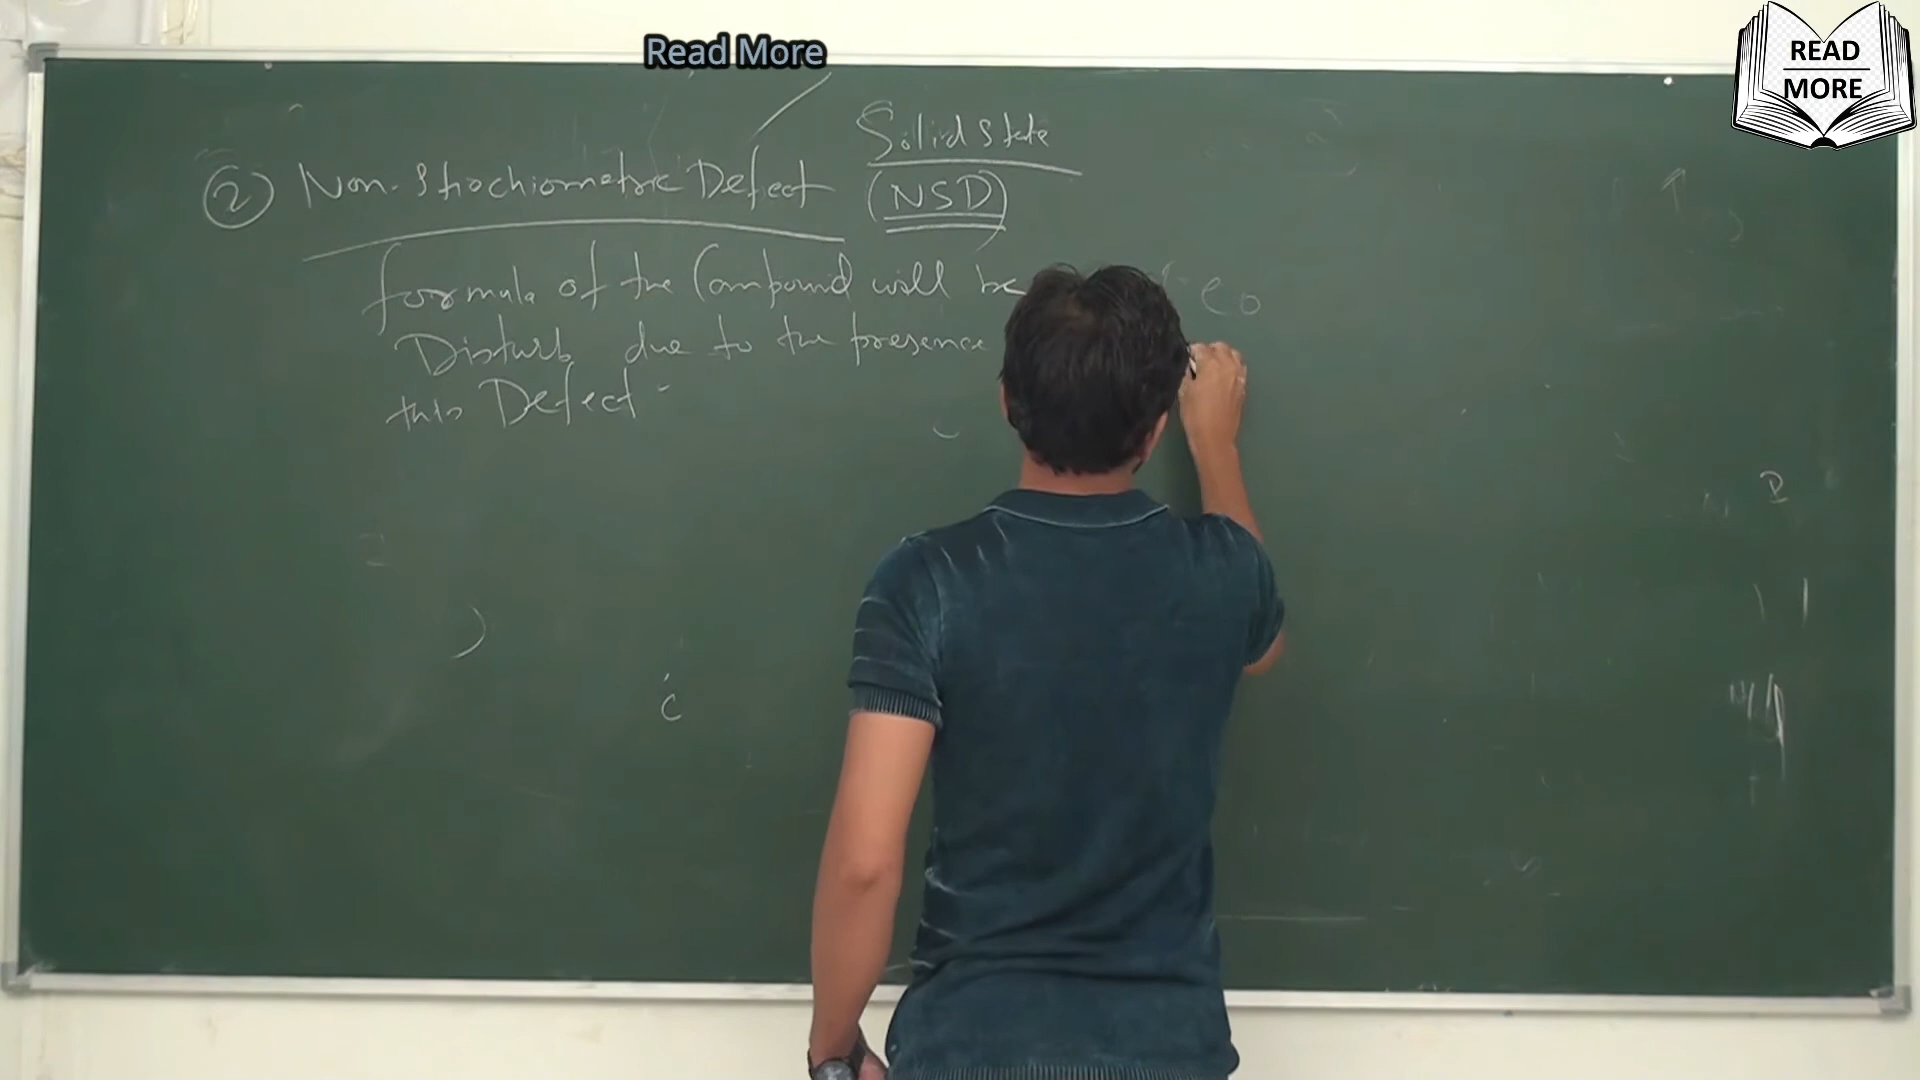 Read More
READ
MORE
Solid State
② Non-Stiochiometric Defect (NSD)
formula of the Compound will be
Disturb due to the presence
this Defect